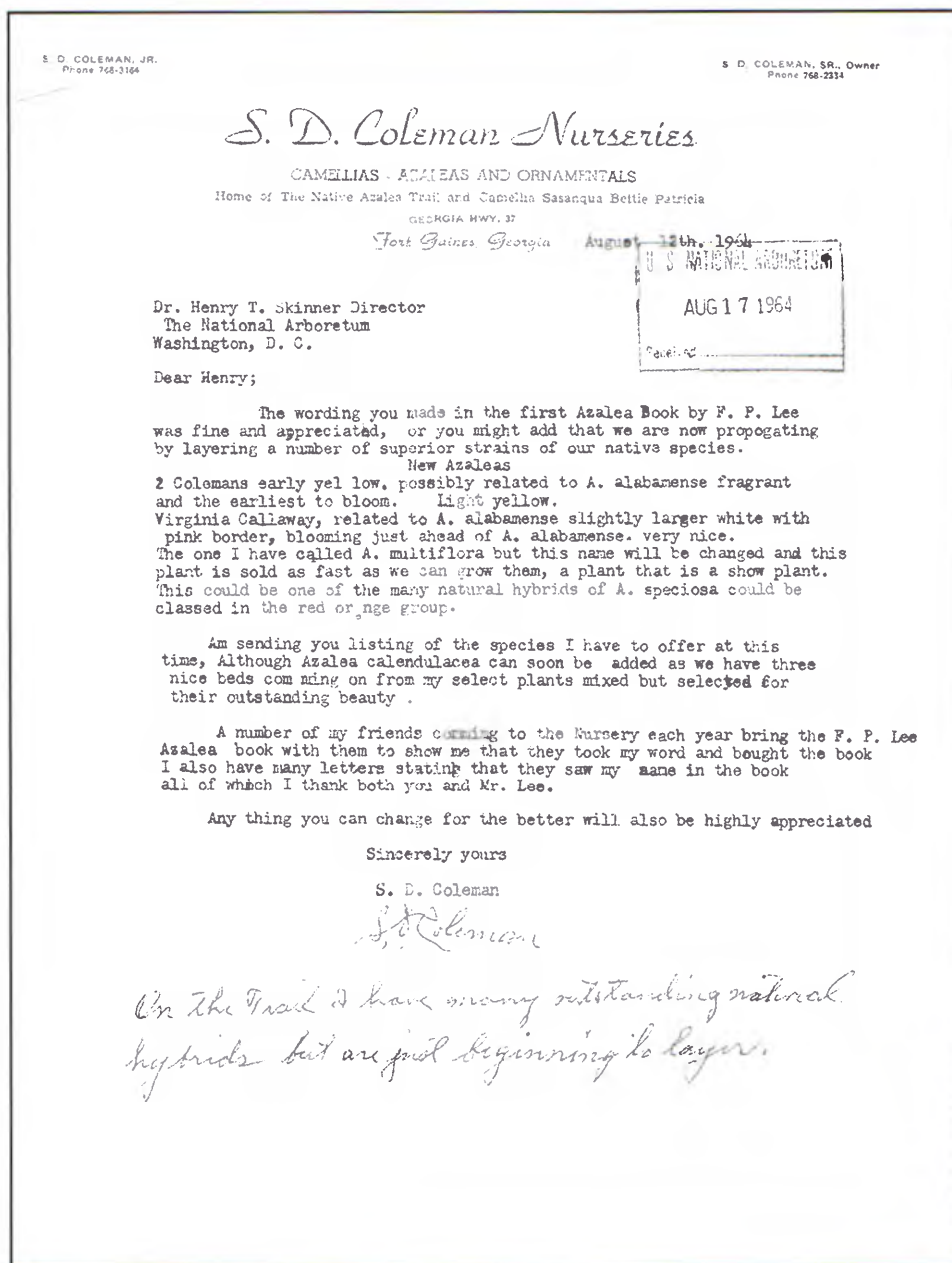 S. D. COLEMAN, JR.
Phone 768-3164
S. D. COLEMAN, SR., Owner
Phone 768-2334
S. D. Coleman Nurseries
CAMELLIAS - AZALEAS AND ORNAMENTALS
Home of The Native Azalea Trail and Camellia Sasanqua Bettie Patricia
GEORGIA HWY. 37
Fort Gaines, Georgia August 12th. 1964
U S NATIONAL ARBORETUM
AUG 17 1964
Received
Dr. Henry T. Skinner Director
The National Arboretum
Washington, D. C.
Dear Henry;
The wording you made in the first Azalea Book by F. P. Lee
was fine and appreciated, or you might add that we are now propogating
by layering a number of superior strains of our native species.
New Azaleas
2 Colemans early yel low. possibly related to A. alabamense fragrant
and the earliest to bloom. Light yellow.
Virginia Callaway, related to A. alabamense slightly larger white with
pink border, blooming just ahead of A. alabamense. very nice.
The one I have called A. multiflora but this name will be changed and this
plant is sold as fast as we can grow them, a plant that is a show plant.
This could be one of the many natural hybrids of A. speciosa could be
classed in the red orange group.
Am sending you listing of the species I have to offer at this
time, Although Azalea calendulacea can soon be added as we have three
nice beds com ming on from my select plants mixed but selected for
their outstanding beauty .
A number of my friends comming to the Nursery each year bring the F. P. Lee
Azalea book with them to show me that they took my word and bought the book
I also have many letters stating that they saw my name in the book
all of which I thank both you and Mr. Lee.
Any thing you can change for the better will also be highly appreciated
Sincerely yours
S. D. Coleman
S. D. Coleman
On the Trail I have many outstanding natural
hybrids but are just beginning to layer.